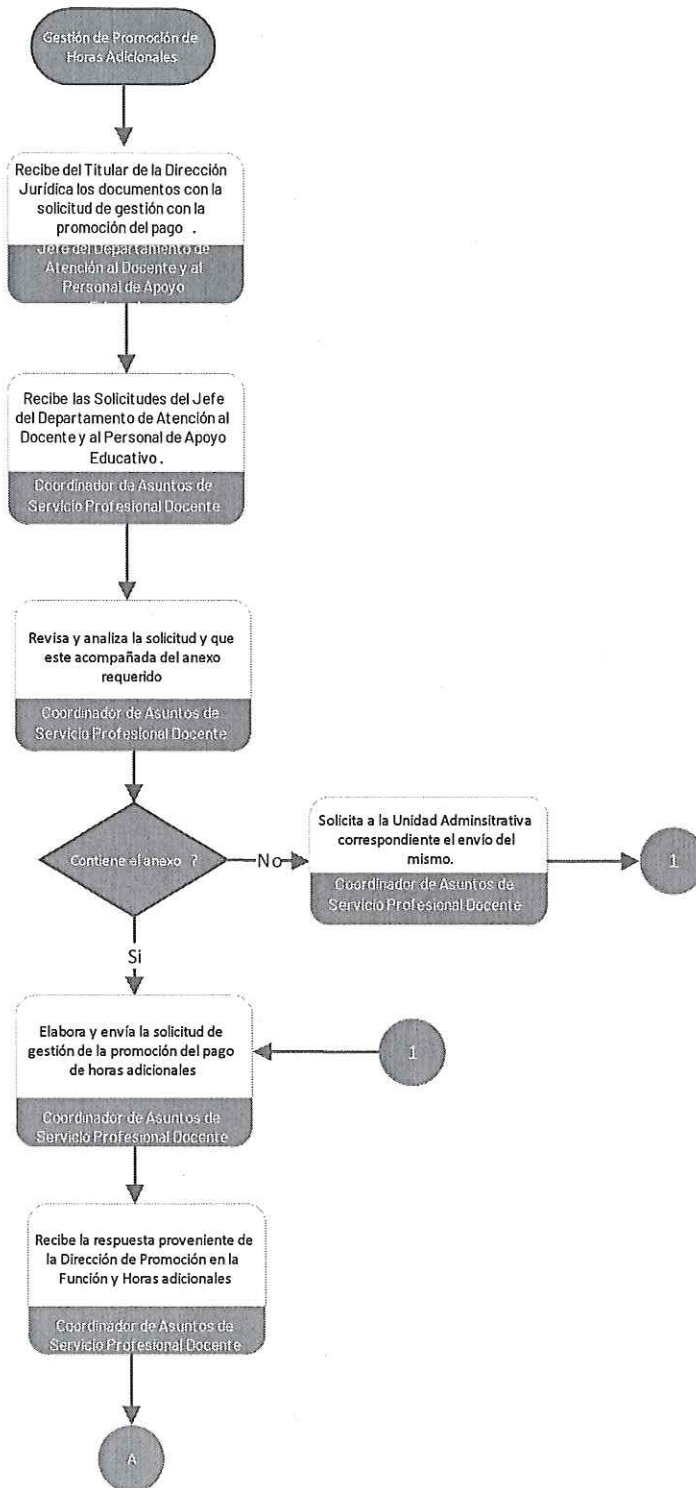 Gestión de Promoción de
Horas Adicionales
Recibe del Titular de la Dirección
Jurídica los documentos con la
solicitud de gestión con la
promoción del pago .
Jefe del Departamento de
Atención al Docente y al
Personal de Apoyo
Recibe las Solicitudes del Jefe
del Departamento de Atención al
Docente y al Personal de Apoyo
Educativo .
Coordinador de Asuntos de
Servicio Profesional Docente
Revisa y analiza la solicitud y que
este acompañada del anexo
requerido
Coordinador de Asuntos de
Servicio Profesional Docente
Contiene el anexo ?
No
Solicita a la Unidad Adminsitrativa
correspondiente el envío del
mismo.
Coordinador de Asuntos de
Servicio Profesional Docente
1
Si
Elabora y envía la solicitud de
gestión de la promoción del pago
de horas adicionales
Coordinador de Asuntos de
Servicio Profesional Docente
1
Recibe la respuesta proveniente de
la Dirección de Promoción en la
Función y Horas adicionales
Coordinador de Asuntos de
Servicio Profesional Docente
A